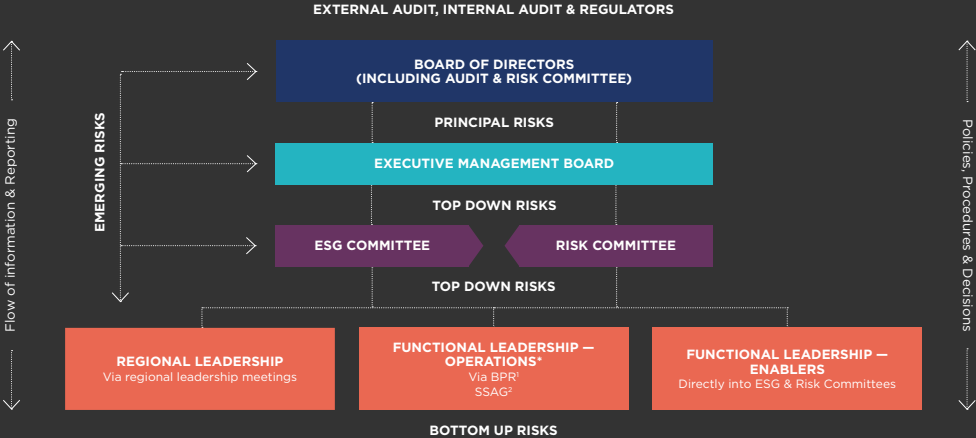 EXTERNAL AUDIT, INTERNAL AUDIT & REGULATORS
BOARD OF DIRECTORS
(INCLUDING AUDIT & RISK COMMITTEE)
PRINCIPAL RISKS
EXECUTIVE MANAGEMENT BOARD
TOP DOWN RISKS
ESG COMMITTEE
RISK COMMITTEE
TOP DOWN RISKS
EMERGING RISKS
Flow of information & Reporting
Policies, Procedures & Decisions
REGIONAL LEADERSHIP
Via regional leadership meetings
FUNCTIONAL LEADERSHIP —
OPERATIONS*
Via BPR¹
SSAG²
FUNCTIONAL LEADERSHIP —
ENABLERS
Directly into ESG & Risk Committees
BOTTOM UP RISKS